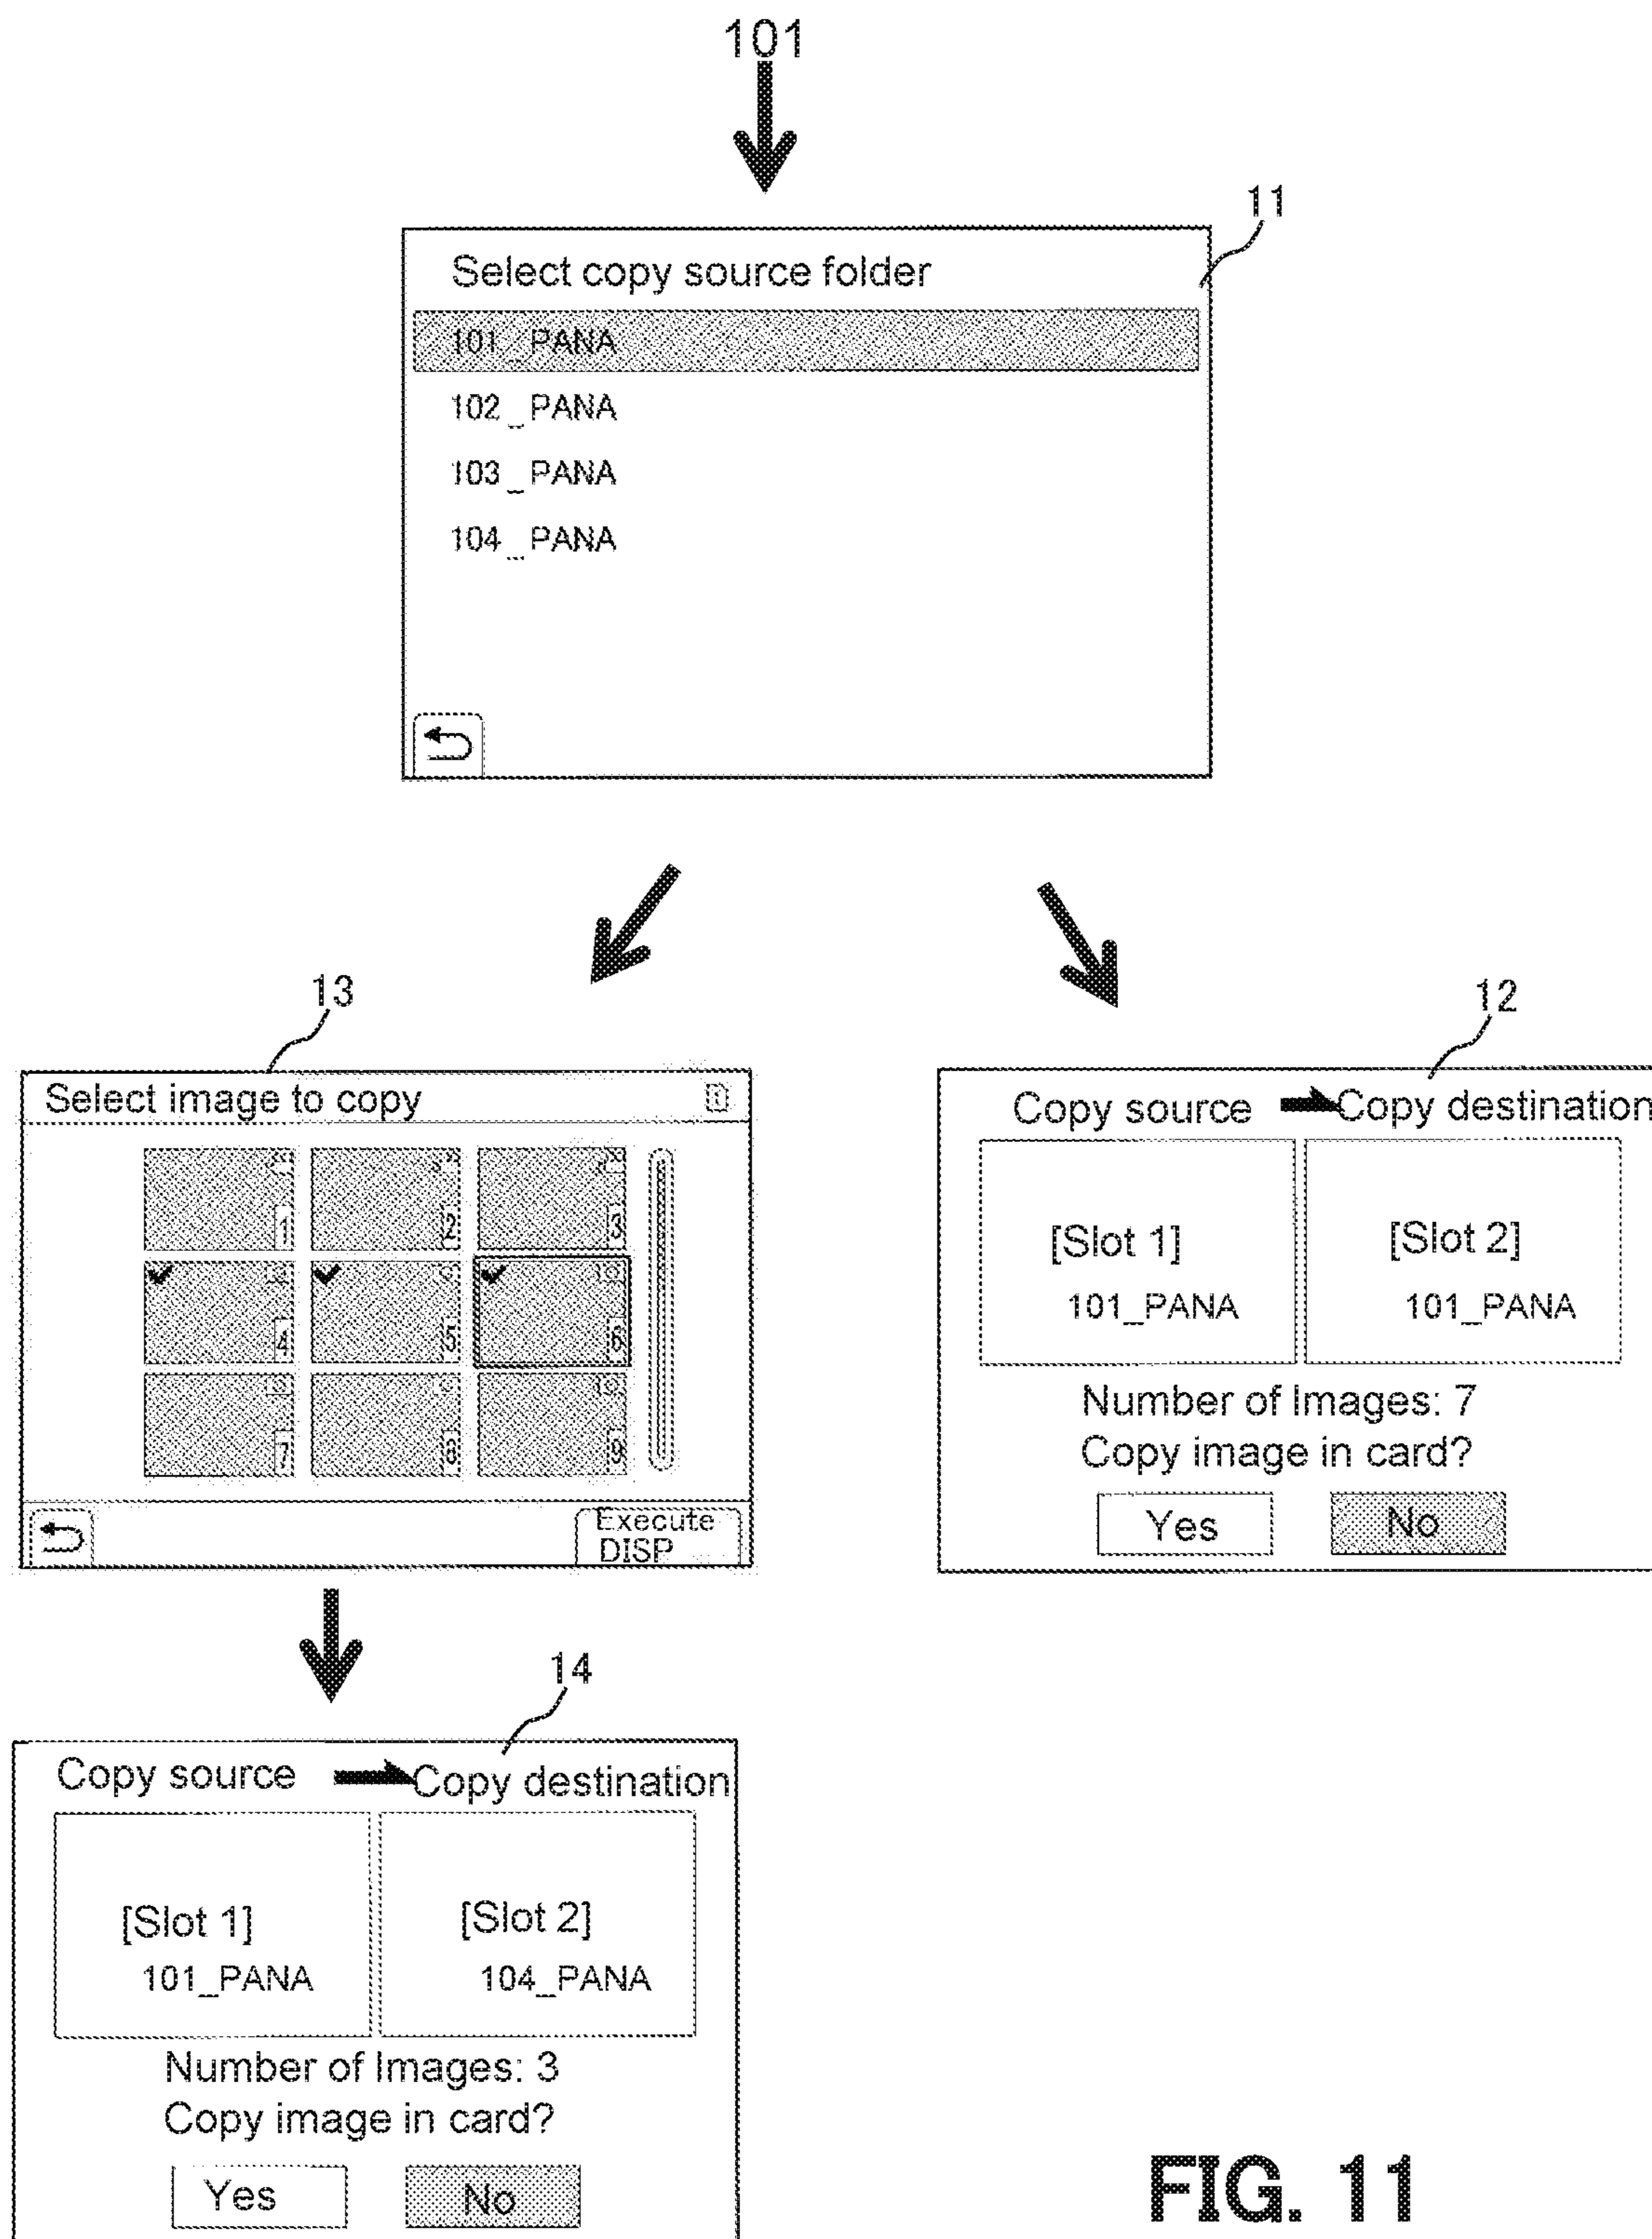 101
11
Select copy source folder
101_PANA
102_PANA
103_PANA
104_PANA
13
Select image to copy
1
2
3
4
5
6
7
8
9
Execute
DISP
12
Copy source Copy destination
[Slot 1] [Slot 2]
101_PANA 101_PANA
Number of Images: 7
Copy image in card?
Yes No
14
Copy source Copy destination
[Slot 1] [Slot 2]
101_PANA 104_PANA
Number of Images: 3
Copy image in card?
Yes No
FIG. 11